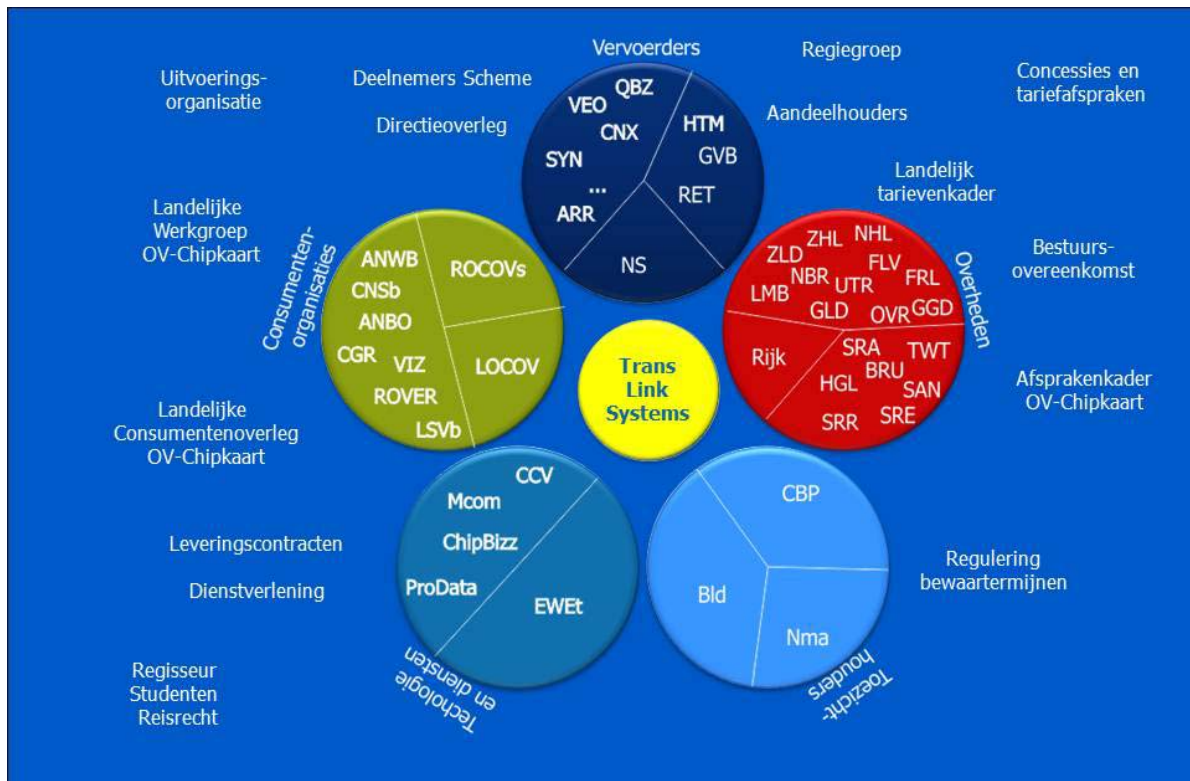 Vervoerders
Regiegroep
Uitvoerings-
organisatie
Deelnemers Scheme
Directieoverleg
Aandeelhouders
Concessies en
tariefafspraken
QBZ
VEO
CNX
SYN
...
ARR
HTM
GVB
RET
NS
Landelijk
tarievenkader
Landelijke
Werkgroep
OV-Chipkaart
Consumenten-
organisaties
ANWB
CNSb
ANBO
CGR
VIZ
ROVER
LSVb
ROCOVs
LOCOV
Trans
Link
Systems
Overheden
ZLD
ZHL
NHL
NBR
FLV
LMB
UTR
FRL
GLD
OVR
GGD
Rijk
SRA
TWT
BRU
HGL
SAN
SRR
SRE
Bestuurs-
overeenkomst
Afsprakenkader
OV-Chipkaart
Landelijke
Consumentenoverleg
OV-Chipkaart
CCV
Mcom
ChipBizz
ProData
EWEt
Techologie
en diensten
CBP
Bld
Nma
Toezicht-
houders
Leveringscontracten
Dienstverlening
Regulering
bewaartermijnen
Regisseur
Studenten
Reisrecht